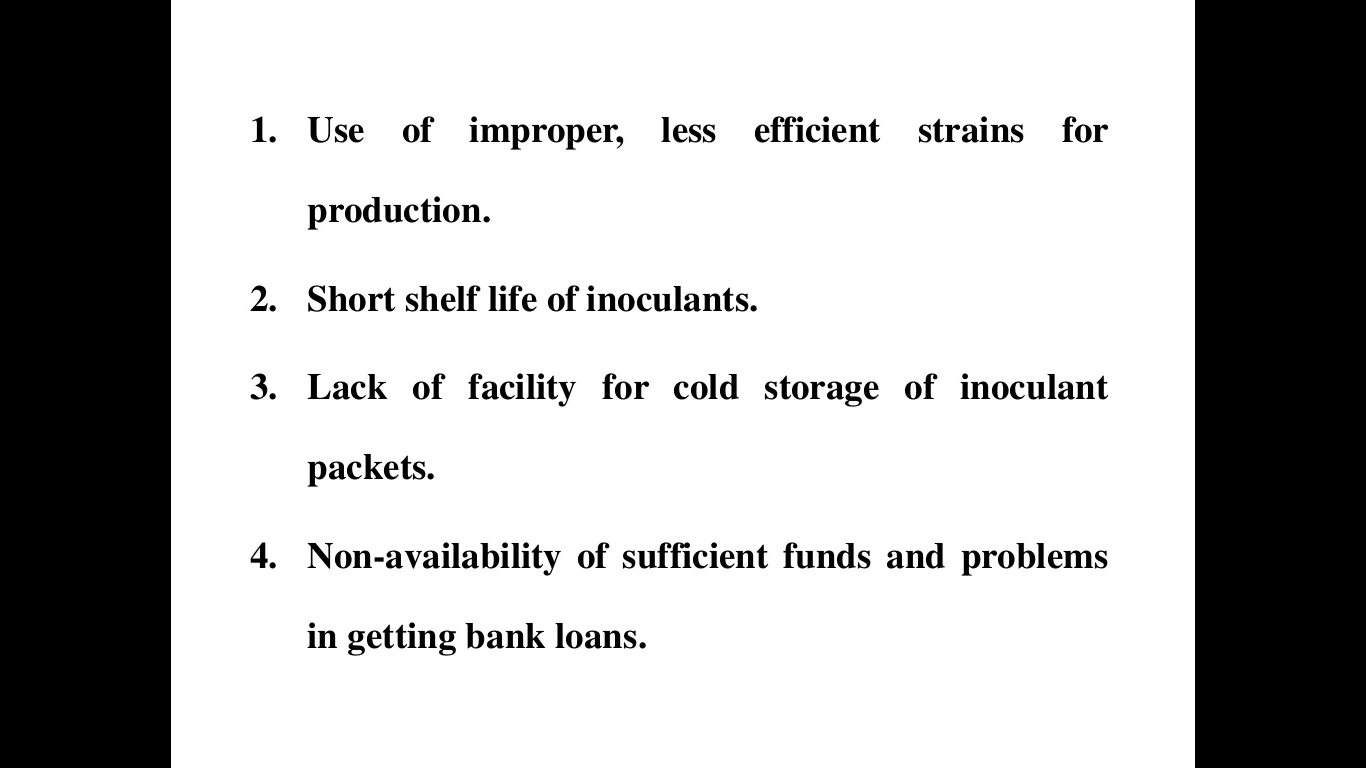 1. Use of improper, less efficient strains for
production.
2. Short shelf life of inoculants.
3. Lack of facility for cold storage of inoculant
packets.
4. Non-availability of sufficient funds and problems
in getting bank loans.